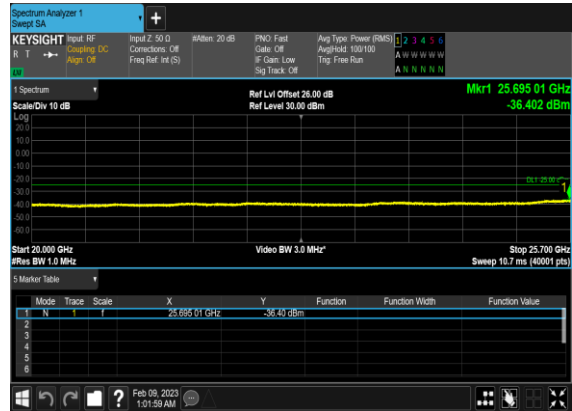 Spectrum Analyzer 1
Swept SA
+
KEYSIGHT Input: RF Input Z: 50 Ω #Atten: 20 dB PNO: Fast Avg Type: Power (RMS) 1 2 3 4 5 6
R T Coupling: DC Corrections: Off Gate: Off Avg|Hold: 100/100 A W W W W W
Align: Off Freq Ref: Int (S) IF Gain: Low Trig: Free Run
Sig Track: Off A N N N N N
1 Spectrum Ref Lvl Offset 26.00 dB Mkr1 25.695 01 GHz
Scale/Div 10 dB Ref Level 30.00 dBm -36.402 dBm
Log
20.0
10.0
0.00
-10.0
-20.0
DL1 -25.00
-30.0
1
-40.0
-50.0
-60.0
Start 20.000 GHz Video BW 3.0 MHz* Stop 25.700 GHz
#Res BW 1.0 MHz Sweep 10.7 ms (40001 pts)
5 Marker Table
Mode Trace Scale X Y Function Function Width Function Value
1 N 1 f 25.695 01 GHz -36.40 dBm
2
3
4
5
6
? Feb 09, 2023
1:01:59 AM